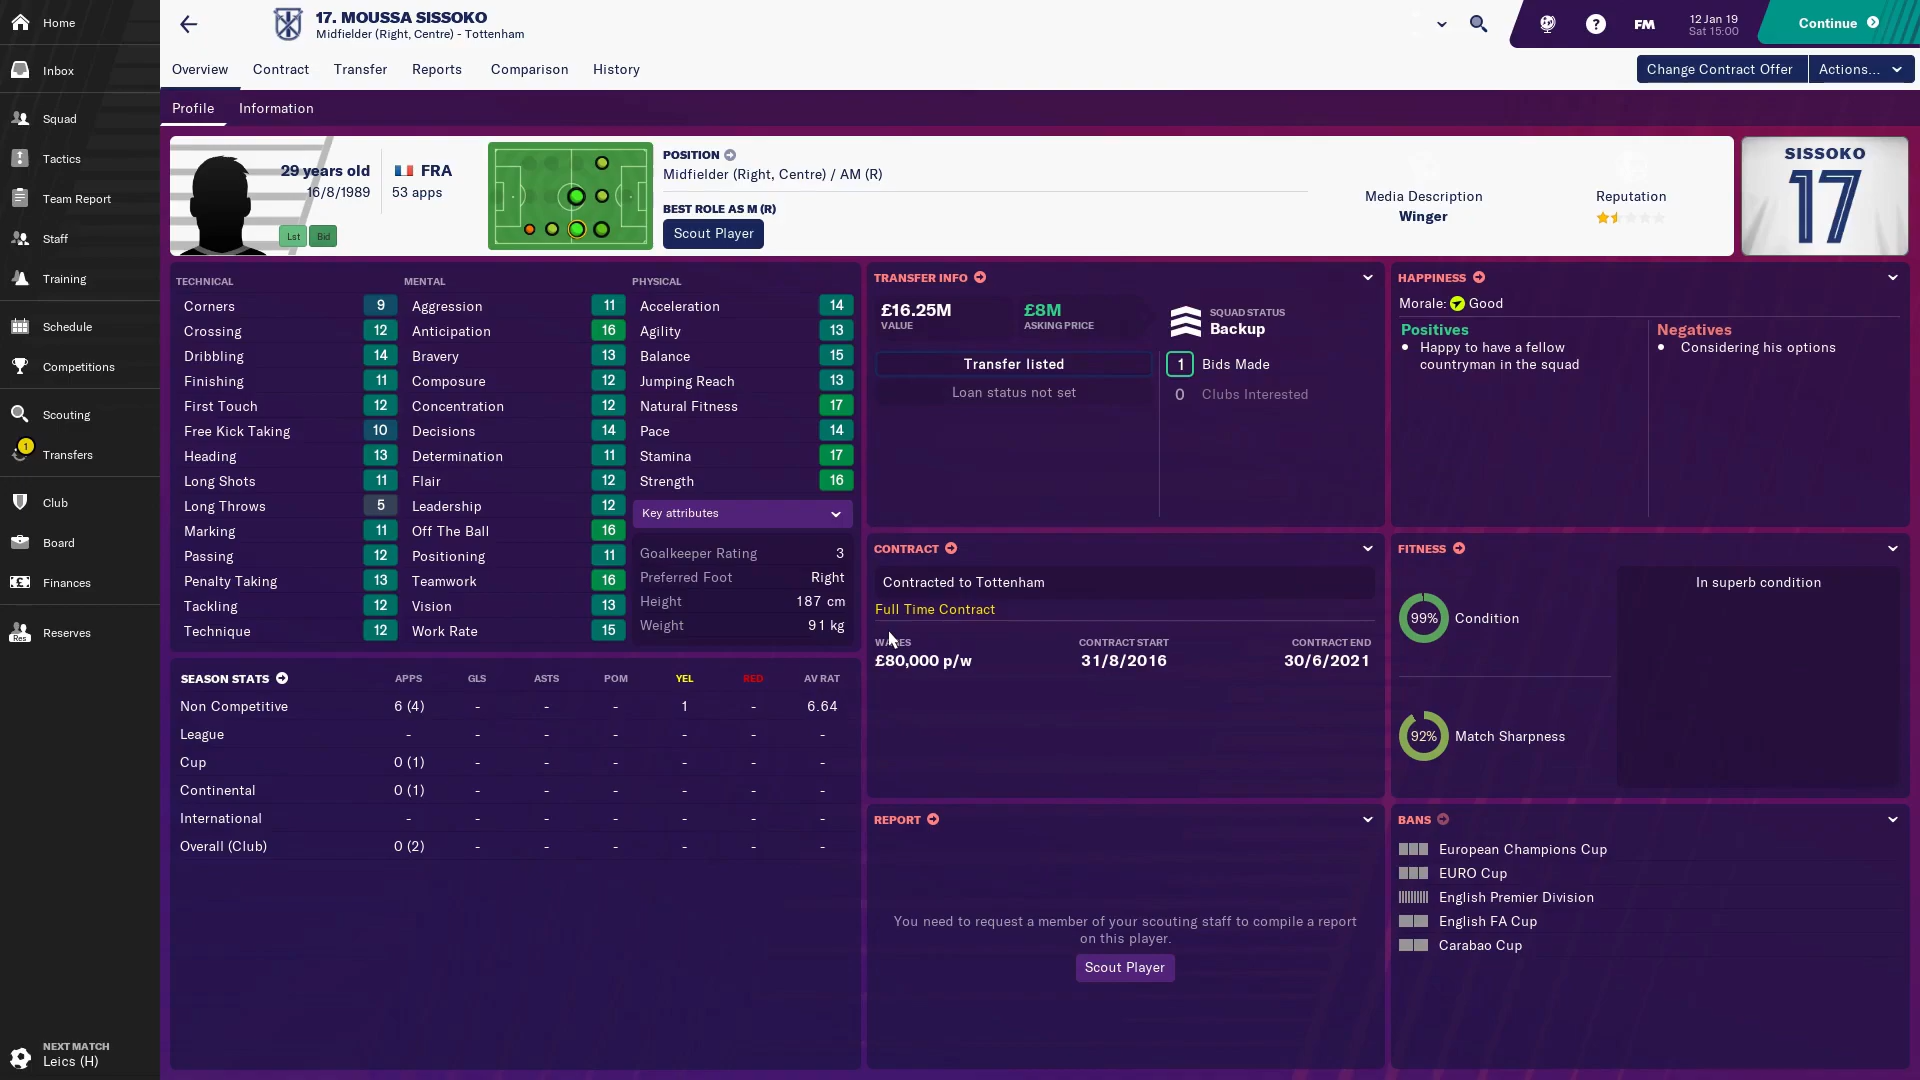 Home
Inbox
Squad
Tactics
Team Report
Staff
Training
Schedule
Competitions
Scouting
1
Transfers
Club
Board
Finances
Res
Reserves
NEXT MATCH
Leics (H)
17. MOUSSA SISSOKO
Midfielder (Right, Centre) - Tottenham
?
FM
12 Jan 19
Sat 15:00
Continue
Overview Contract Transfer Reports Comparison History
Change Contract Offer Actions...
Profile Information
29 years old
16/8/1989
FRA
53 apps
Lst Bid
POSITION
Midfielder (Right, Centre) / AM (R)
BEST ROLE AS M (R)
Scout Player
Media Description
Winger
Reputation
SISSOKO
17
TECHNICAL
Corners 9
Crossing 12
Dribbling 14
Finishing 11
First Touch 12
Free Kick Taking 10
Heading 13
Long Shots 11
Long Throws 5
Marking 11
Passing 12
Penalty Taking 13
Tackling 12
Technique 12
MENTAL
Aggression 11
Anticipation 16
Bravery 13
Composure 12
Concentration 12
Decisions 14
Determination 11
Flair 12
Leadership 12
Off The Ball 16
Positioning 11
Teamwork 16
Vision 13
Work Rate 15
PHYSICAL
Acceleration 14
Agility 13
Balance 15
Jumping Reach 13
Natural Fitness 17
Pace 14
Stamina 17
Strength 16
Key attributes
Goalkeeper Rating 3
Preferred Foot Right
Height 187 cm
Weight 91 kg
TRANSFER INFO
£16.25M
VALUE
£8M
ASKING PRICE
SQUAD STATUS
Backup
Transfer listed
Loan status not set
1 Bids Made
0 Clubs Interested
HAPPINESS
Morale: Good
Positives
Happy to have a fellow
countryman in the squad
Negatives
Considering his options
CONTRACT
Contracted to Tottenham
Full Time Contract
CONTRACT START CONTRACT END
£80,000 p/w 31/8/2016 30/6/2021
FITNESS
99% Condition
92% Match Sharpness
In superb condition
SEASON STATS APPS GLS ASTS POM YEL RED AV RAT
Non Competitive 6 (4) - - - 1 - 6.64
League - - - - - - -
Cup 0 (1) - - - - - -
Continental 0 (1) - - - - - -
International - - - - - - -
Overall (Club) 0 (2) - - - - - -
REPORT
You need to request a member of your scouting staff to compile a report
on this player.
Scout Player
BANS
European Champions Cup
EURO Cup
English Premier Division
English FA Cup
Carabao Cup